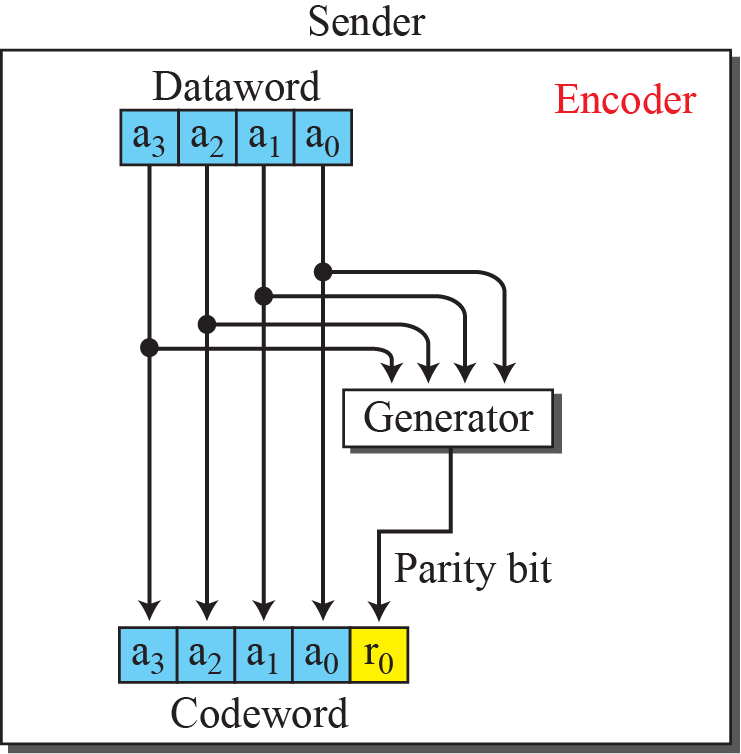 Sender
Dataword
Encoder
a3 a2 a1 a0
Generator
Parity bit
a3 a2 a1 a0 r0
Codeword